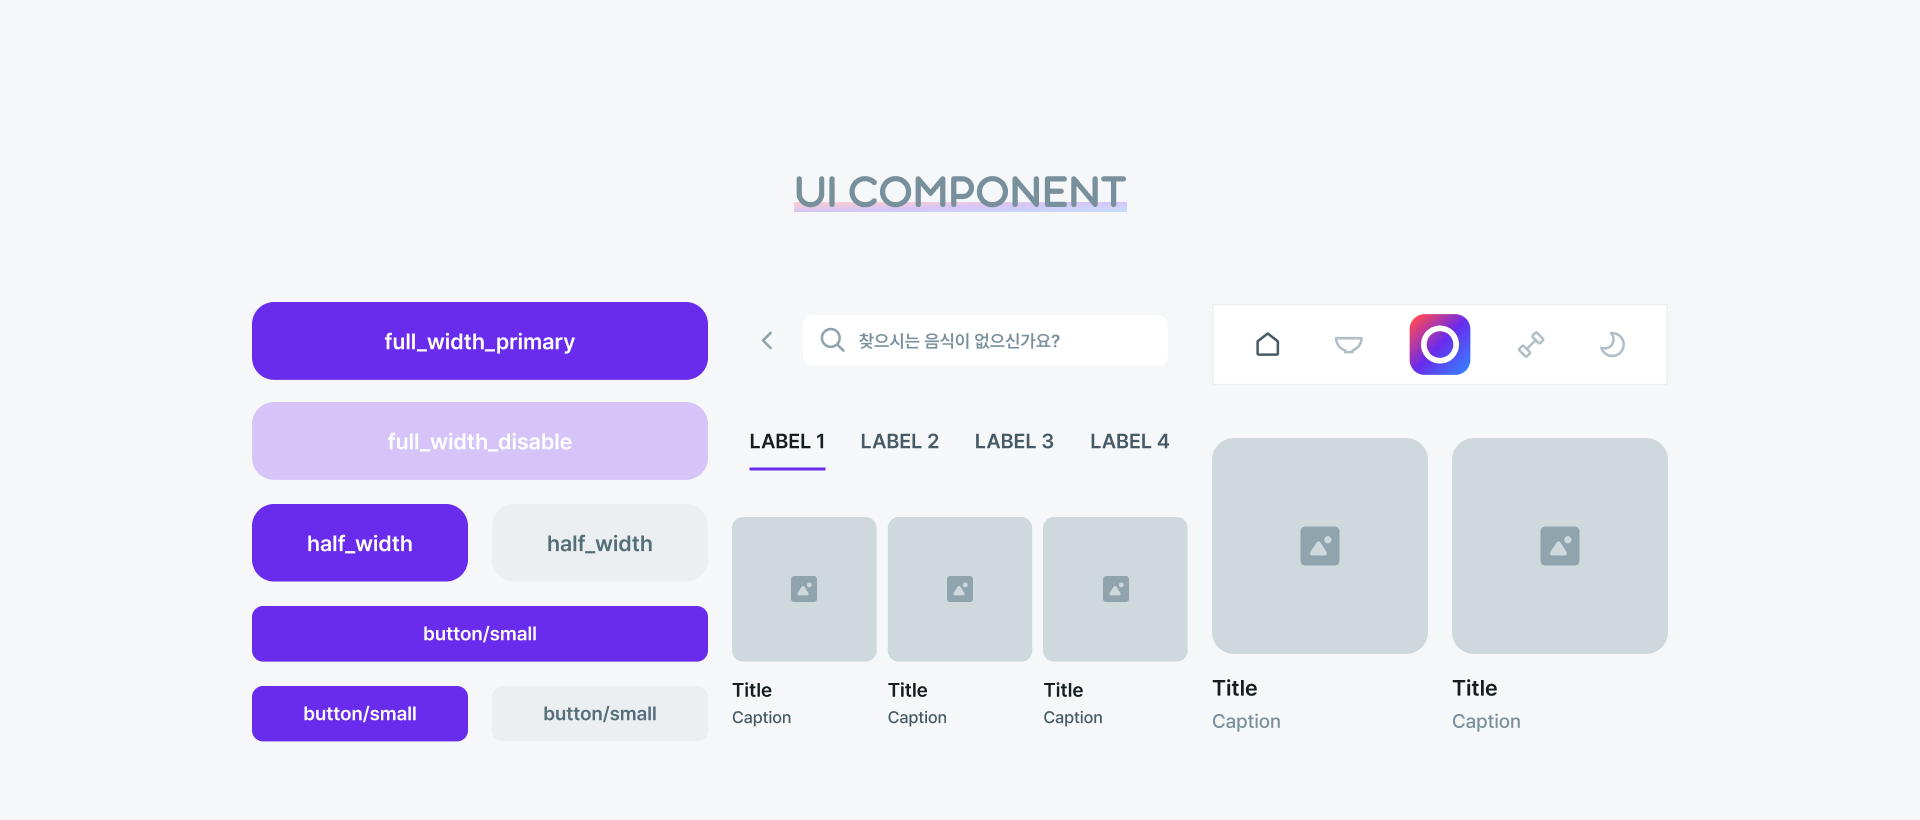 UI COMPONENT
full_width_primary
full_width_disable
half_width
half_width
button/small
button/small
button/small
찾으시는 음식이 없으신가요?
LABEL 1
LABEL 2
LABEL 3
LABEL 4
Title
Caption
Title
Caption
Title
Caption
Title
Caption
Title
Caption